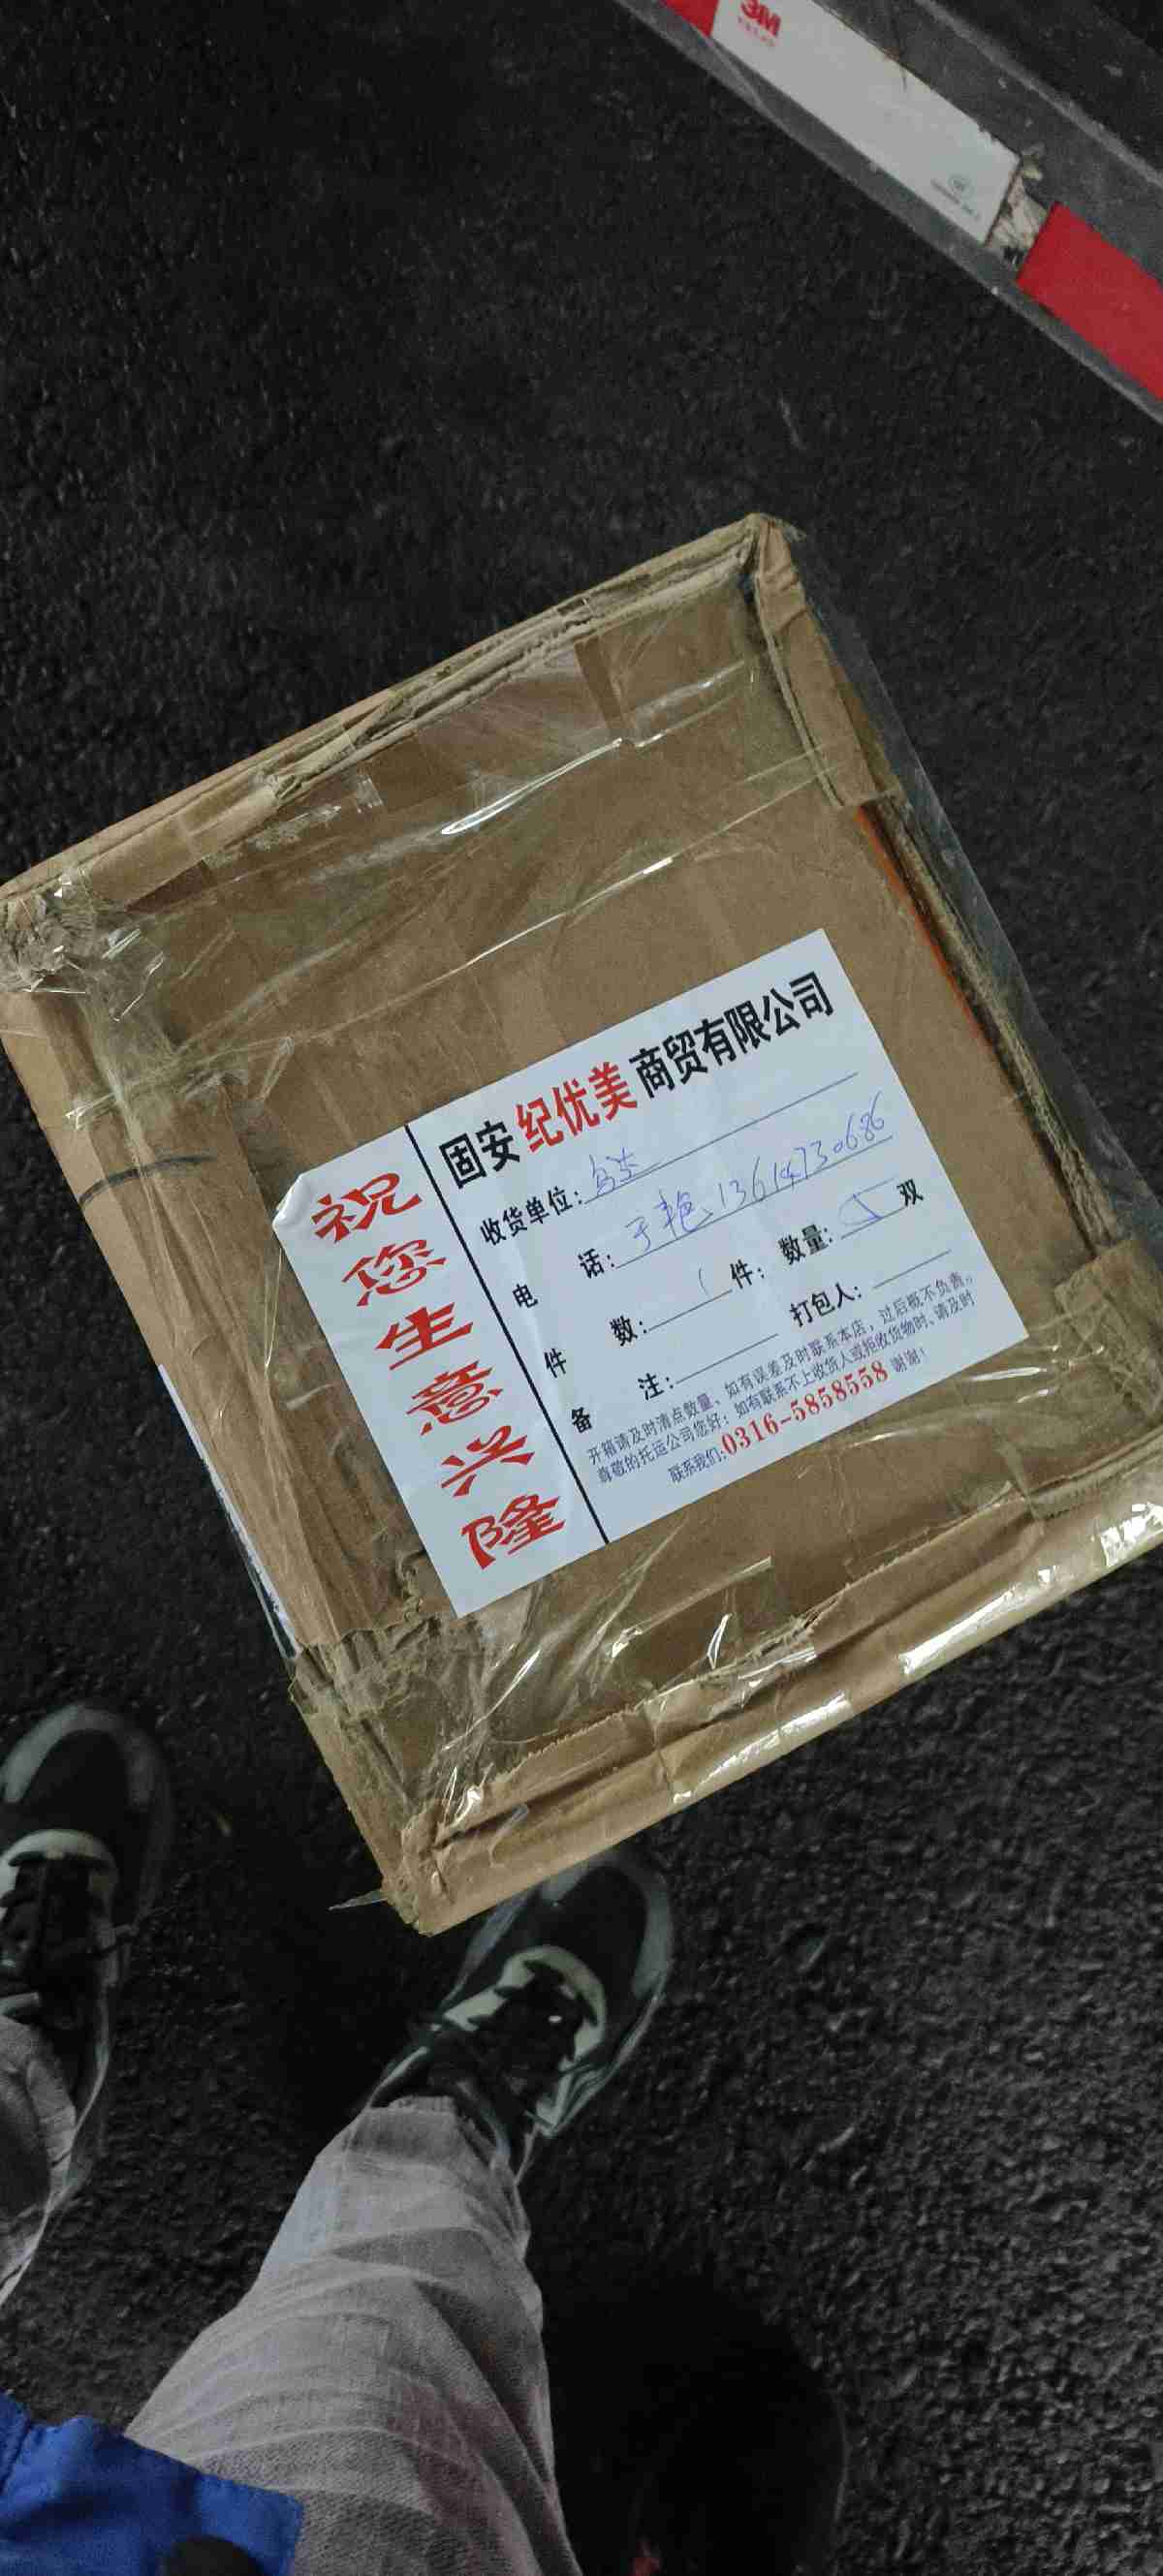 3M
祝您生意兴隆
固安纪优美商贸有限公司
收货单位:乌兰
电话:于艳 13614730686
件数: 1 件: 数量: 双
备注: 打包人:
开箱请及时清点数量、如有误差及时联系本店,过后概不负责。
尊敬的托运公司您好:如有联系不上收货人或拒收货物时、请及时
联系我们:0316-5858558 谢谢!